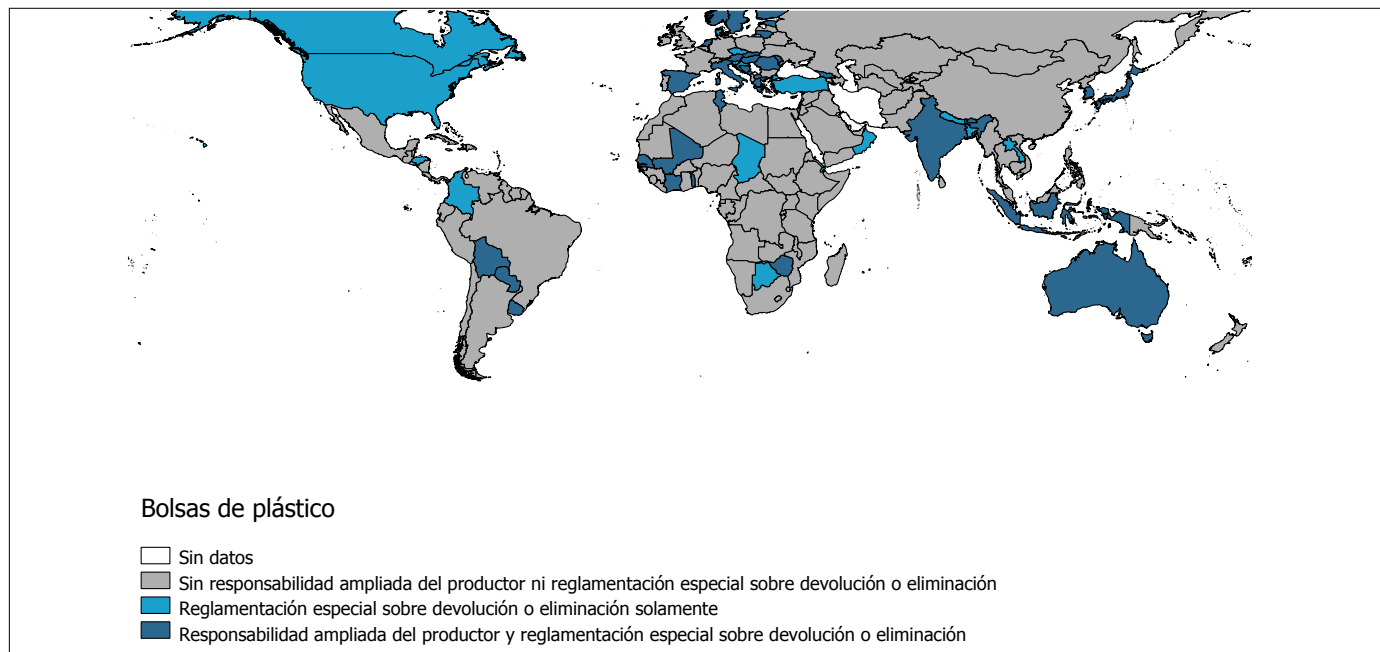 Bolsas de plástico
Sin datos
Sin responsabilidad ampliada del productor ni reglamentación especial sobre devolución o eliminación
Reglamentación especial sobre devolución o eliminación solamente
Responsabilidad ampliada del productor y reglamentación especial sobre devolución o eliminación